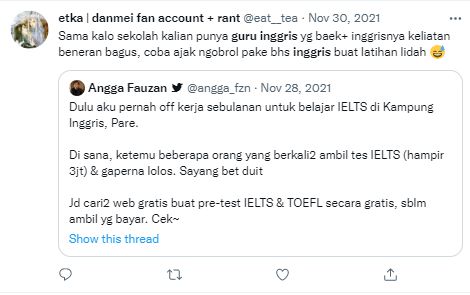 etka | danmei fan account + rant @eat__tea · Nov 30, 2021
Sama kalo sekolah kalian punya guru inggris yg baek+ inggrisnya keliatan
beneran bagus, coba ajak ngobrol pake bhs inggris buat latihan lidah 😅
Angga Fauzan @angga_fzn · Nov 28, 2021
Dulu aku pernah off kerja sebulanan untuk belajar IELTS di Kampung
Inggris, Pare.
Di sana, ketemu beberapa orang yang berkali2 ambil tes IELTS (hampir
3jt) & gaperna lolos. Sayang bet duit
Jd cari2 web gratis buat pre-test IELTS & TOEFL secara gratis, sblm
ambil yg bayar. Cek~
Show this thread